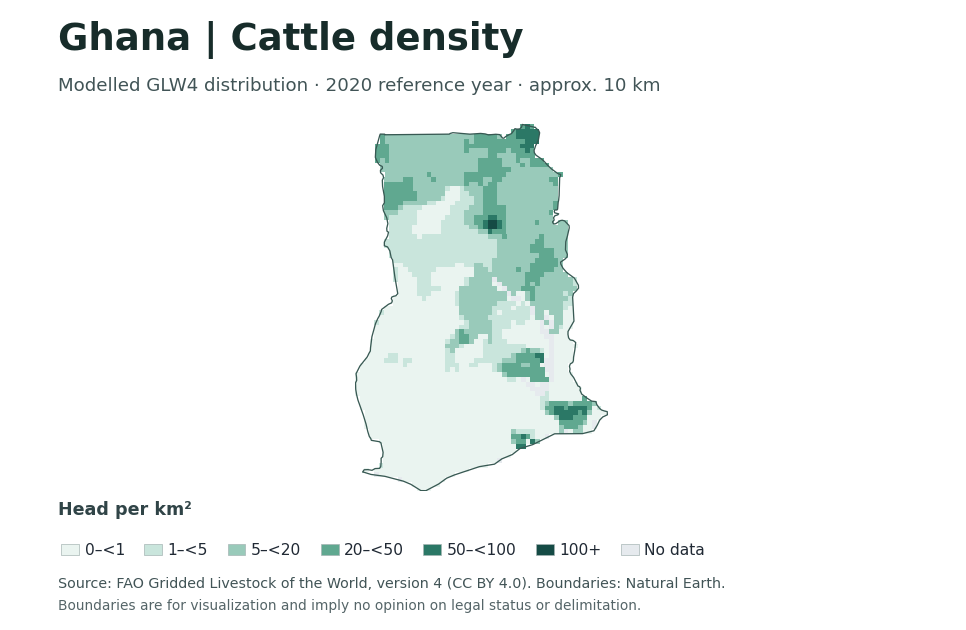 Ghana | Cattle density
Modelled GLW4 distribution · 2020 reference year · approx. 10 km
Head per km²
0–<1 1–<5 5–<20 20–<50 50–<100 100+ No data
Source: FAO Gridded Livestock of the World, version 4 (CC BY 4.0). Boundaries: Natural Earth.
Boundaries are for visualization and imply no opinion on legal status or delimitation.